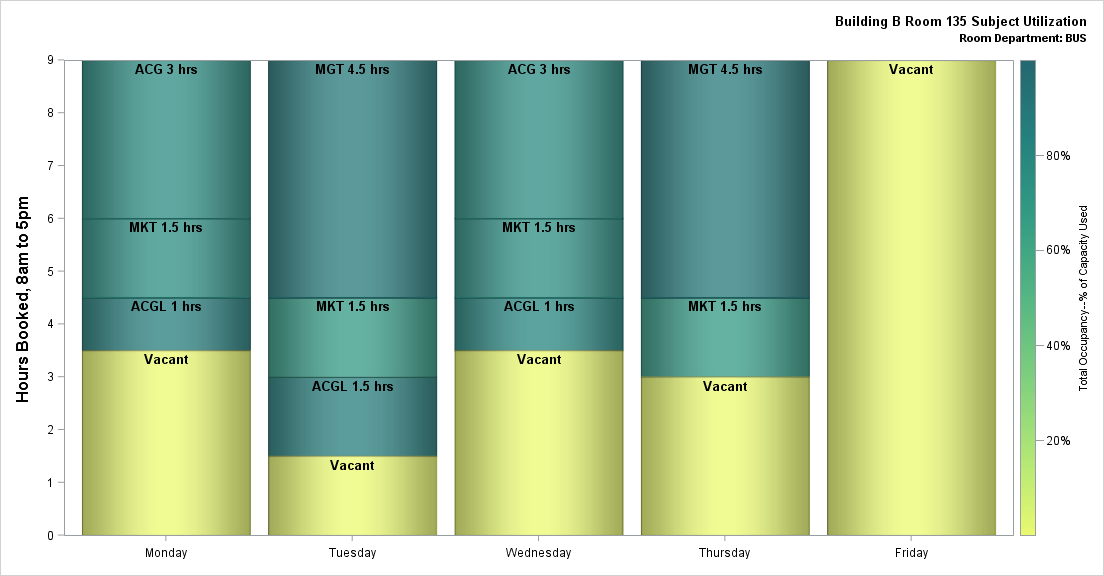 Building B Room 135 Subject Utilization
Room Department: BUS
Hours Booked, 8am to 5pm
9
8
7
6
5
4
3
2
1
0
ACG 3 hrs
MKT 1.5 hrs
ACGL 1 hrs
Vacant
MGT 4.5 hrs
MKT 1.5 hrs
ACGL 1.5 hrs
Vacant
ACG 3 hrs
MKT 1.5 hrs
ACGL 1 hrs
Vacant
MGT 4.5 hrs
MKT 1.5 hrs
Vacant
Vacant
Monday
Tuesday
Wednesday
Thursday
Friday
80%
60%
40%
20%
Total Occupancy--% of Capacity Used